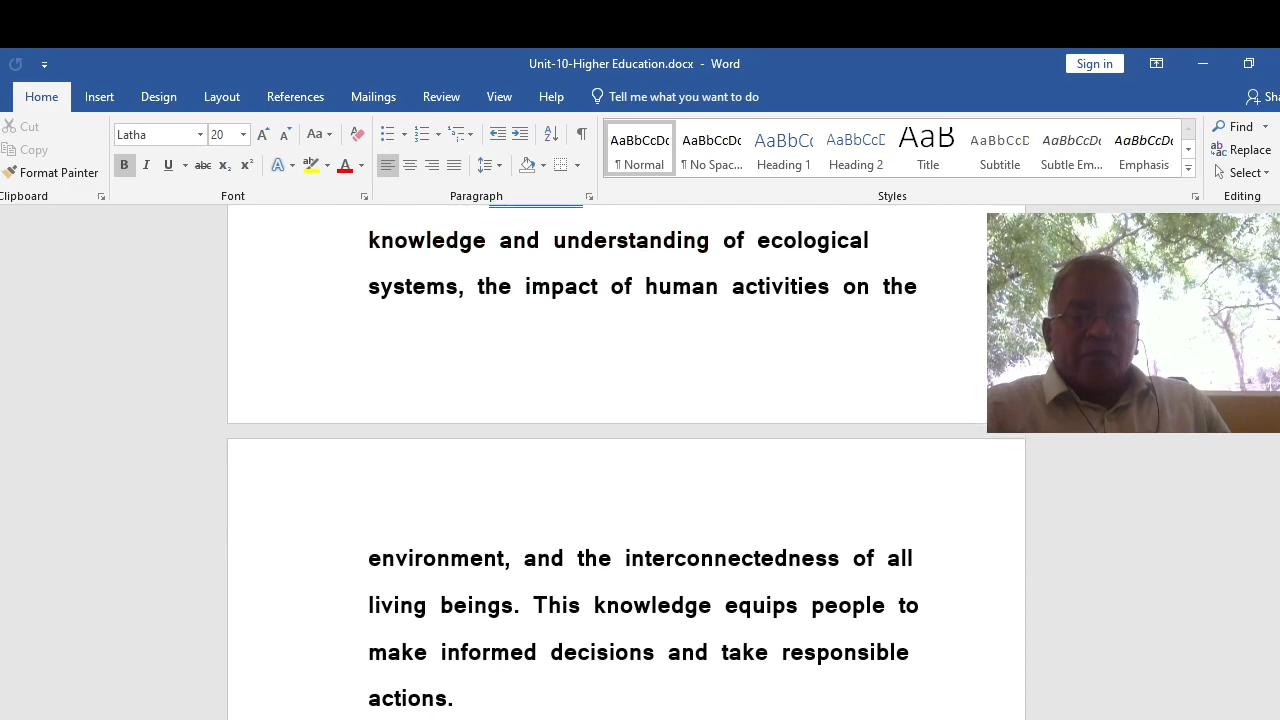 Unit-10-Higher Education.docx - Word
Sign in
Home Insert Design Layout References Mailings Review View Help Tell me what you want to do
Cut
Copy
Format Painter
Clipboard
Latha 20
Font
Paragraph
AaBbCcDc AaBbCcDc AaBbC AaBbCcD AaB AaBbCcD AaBbCcDc AaBbCcDc
¶ Normal ¶ No Spac... Heading 1 Heading 2 Title Subtitle Subtle Em... Emphasis
Styles
Find
Replace
Select
Editing
knowledge and understanding of ecological
systems, the impact of human activities on the
environment, and the interconnectedness of all
living beings. This knowledge equips people to
make informed decisions and take responsible
actions.